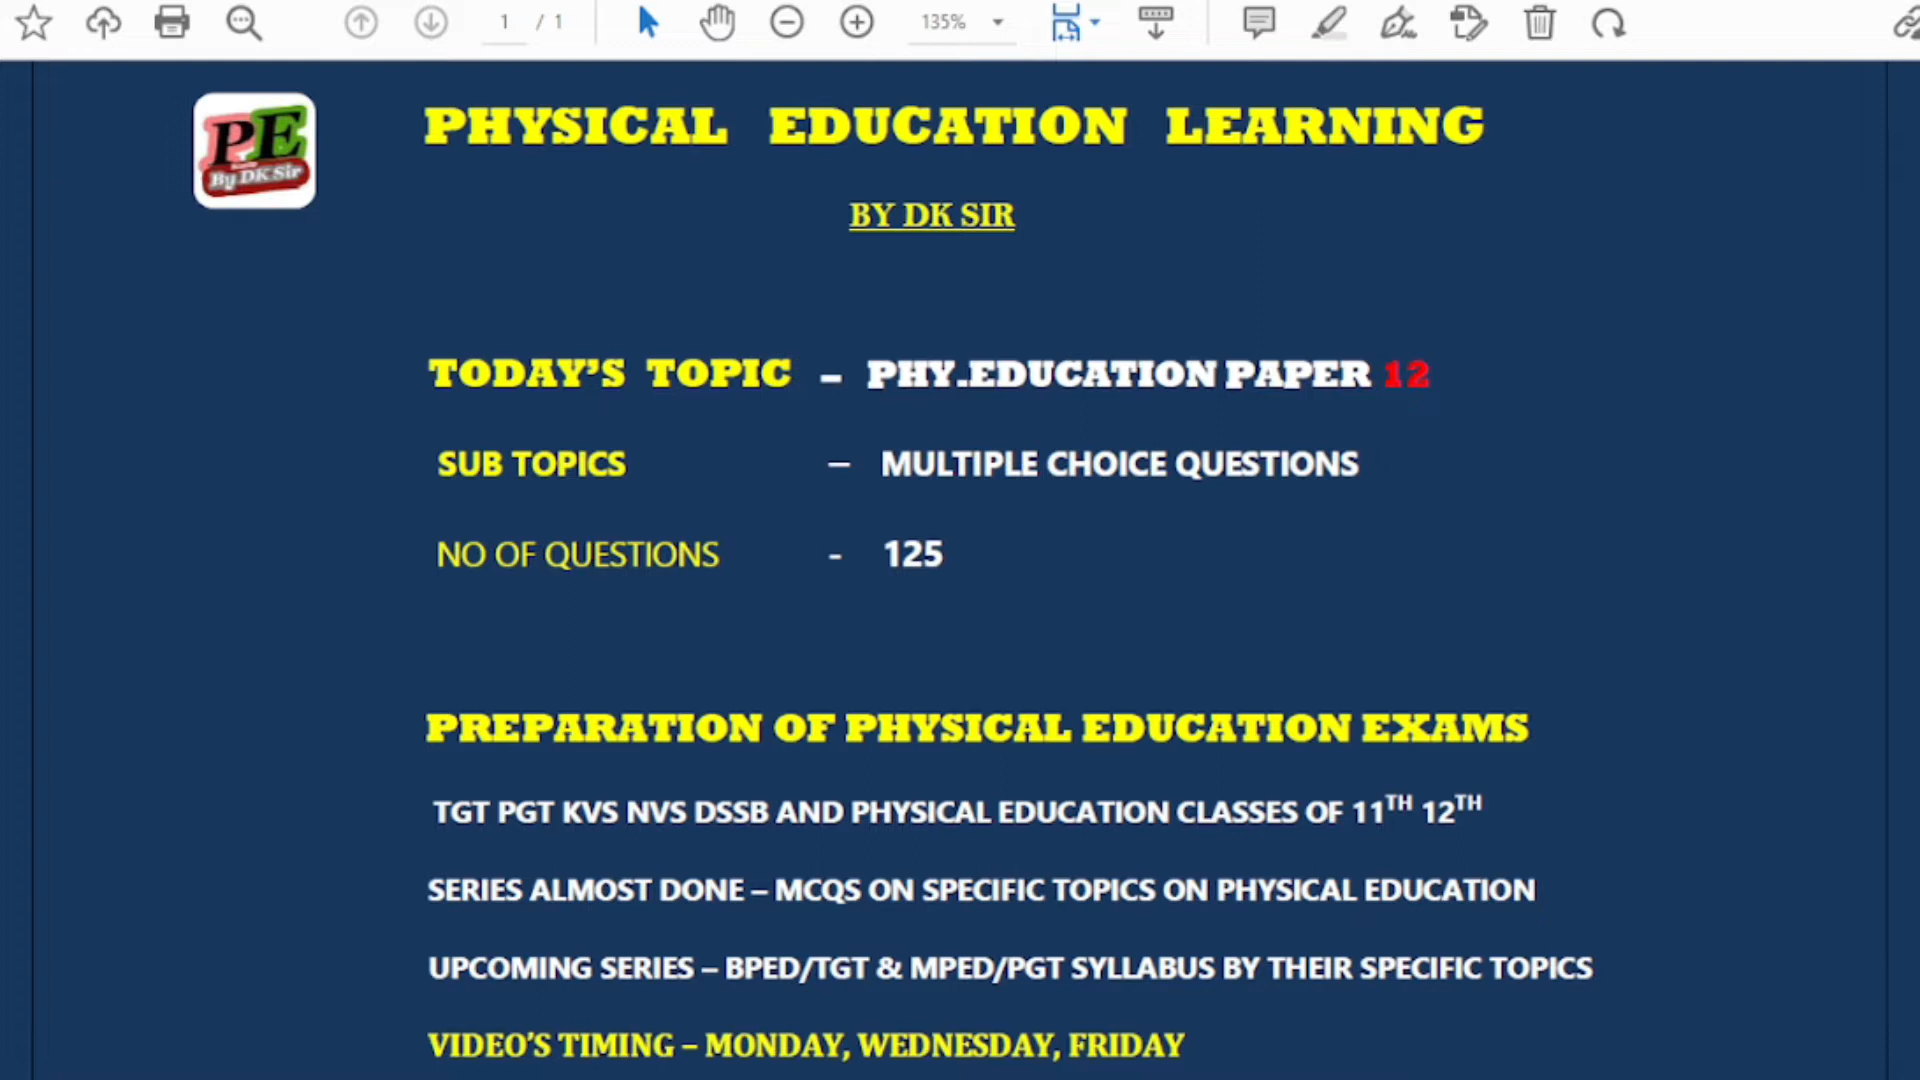 1 / 1
135%
PE
By DK Sir
PHYSICAL EDUCATION LEARNING
BY DK SIR
TODAY'S TOPIC – PHY.EDUCATION PAPER 12
SUB TOPICS – MULTIPLE CHOICE QUESTIONS
NO OF QUESTIONS - 125
PREPARATION OF PHYSICAL EDUCATION EXAMS
TGT PGT KVS NVS DSSB AND PHYSICAL EDUCATION CLASSES OF 11TH 12TH
SERIES ALMOST DONE – MCQS ON SPECIFIC TOPICS ON PHYSICAL EDUCATION
UPCOMING SERIES – BPED/TGT & MPED/PGT SYLLABUS BY THEIR SPECIFIC TOPICS
VIDEO'S TIMING – MONDAY, WEDNESDAY, FRIDAY